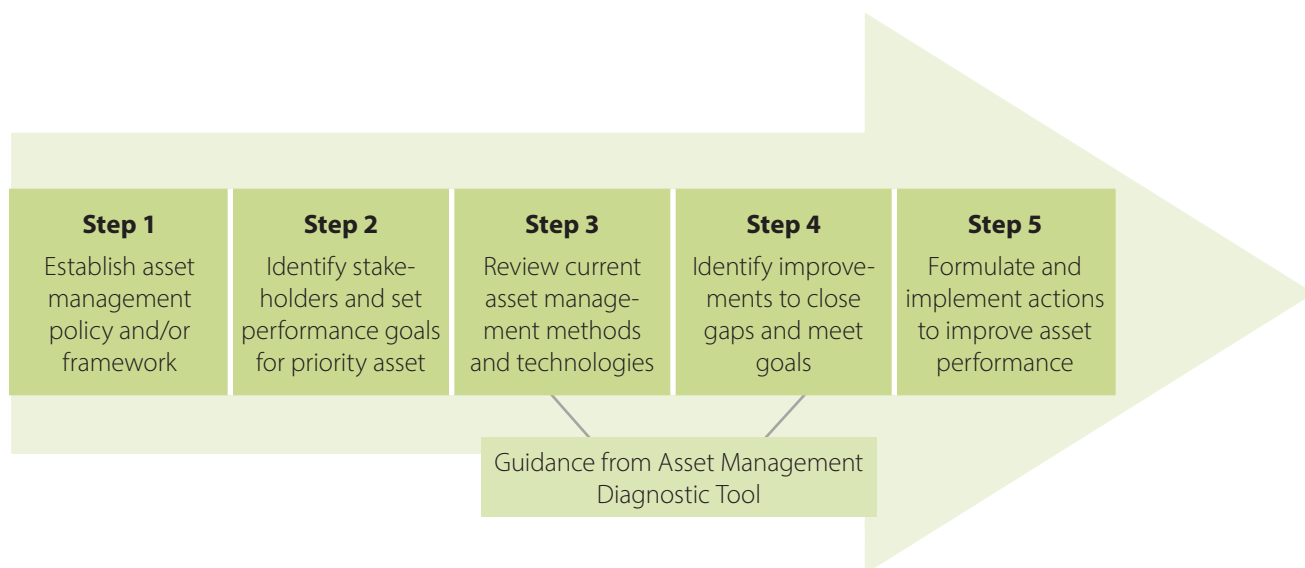 Step 1
Establish asset
management
policy and/or
framework
Step 2
Identify stake-
holders and set
performance goals
for priority asset
Step 3
Review current
asset manage-
ment methods
and technologies
Step 4
Identify improve-
ments to close
gaps and meet
goals
Step 5
Formulate and
implement actions
to improve asset
performance
Guidance from Asset Management
Diagnostic Tool